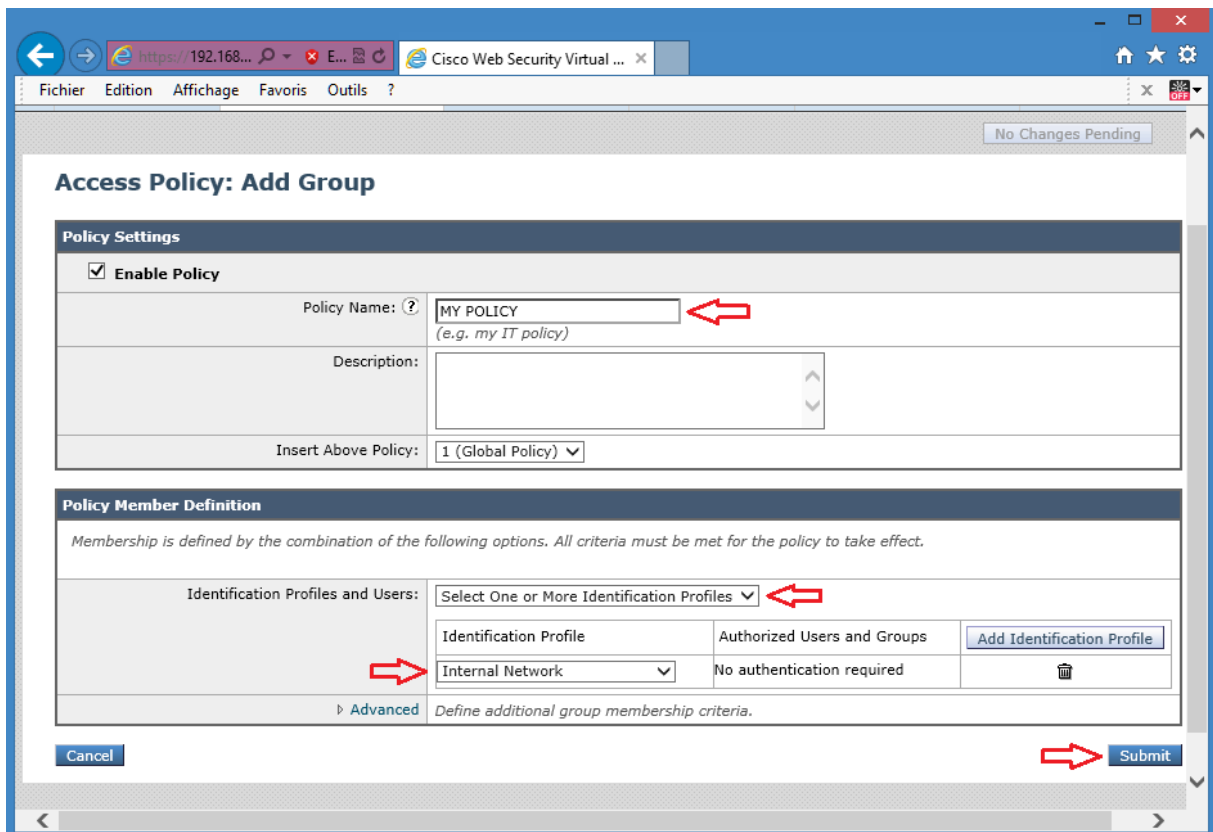 https://192.168... E...
Cisco Web Security Virtual ...
Fichier Edition Affichage Favoris Outils ?
OFF
No Changes Pending
Access Policy: Add Group
Policy Settings
Enable Policy
Policy Name: ? MY POLICY
(e.g. my IT policy)
Description:
Insert Above Policy: 1 (Global Policy)
Policy Member Definition
Membership is defined by the combination of the following options. All criteria must be met for the policy to take effect.
Identification Profiles and Users: Select One or More Identification Profiles
Identification Profile Authorized Users and Groups Add Identification Profile
Internal Network No authentication required
Advanced Define additional group membership criteria.
Cancel Submit